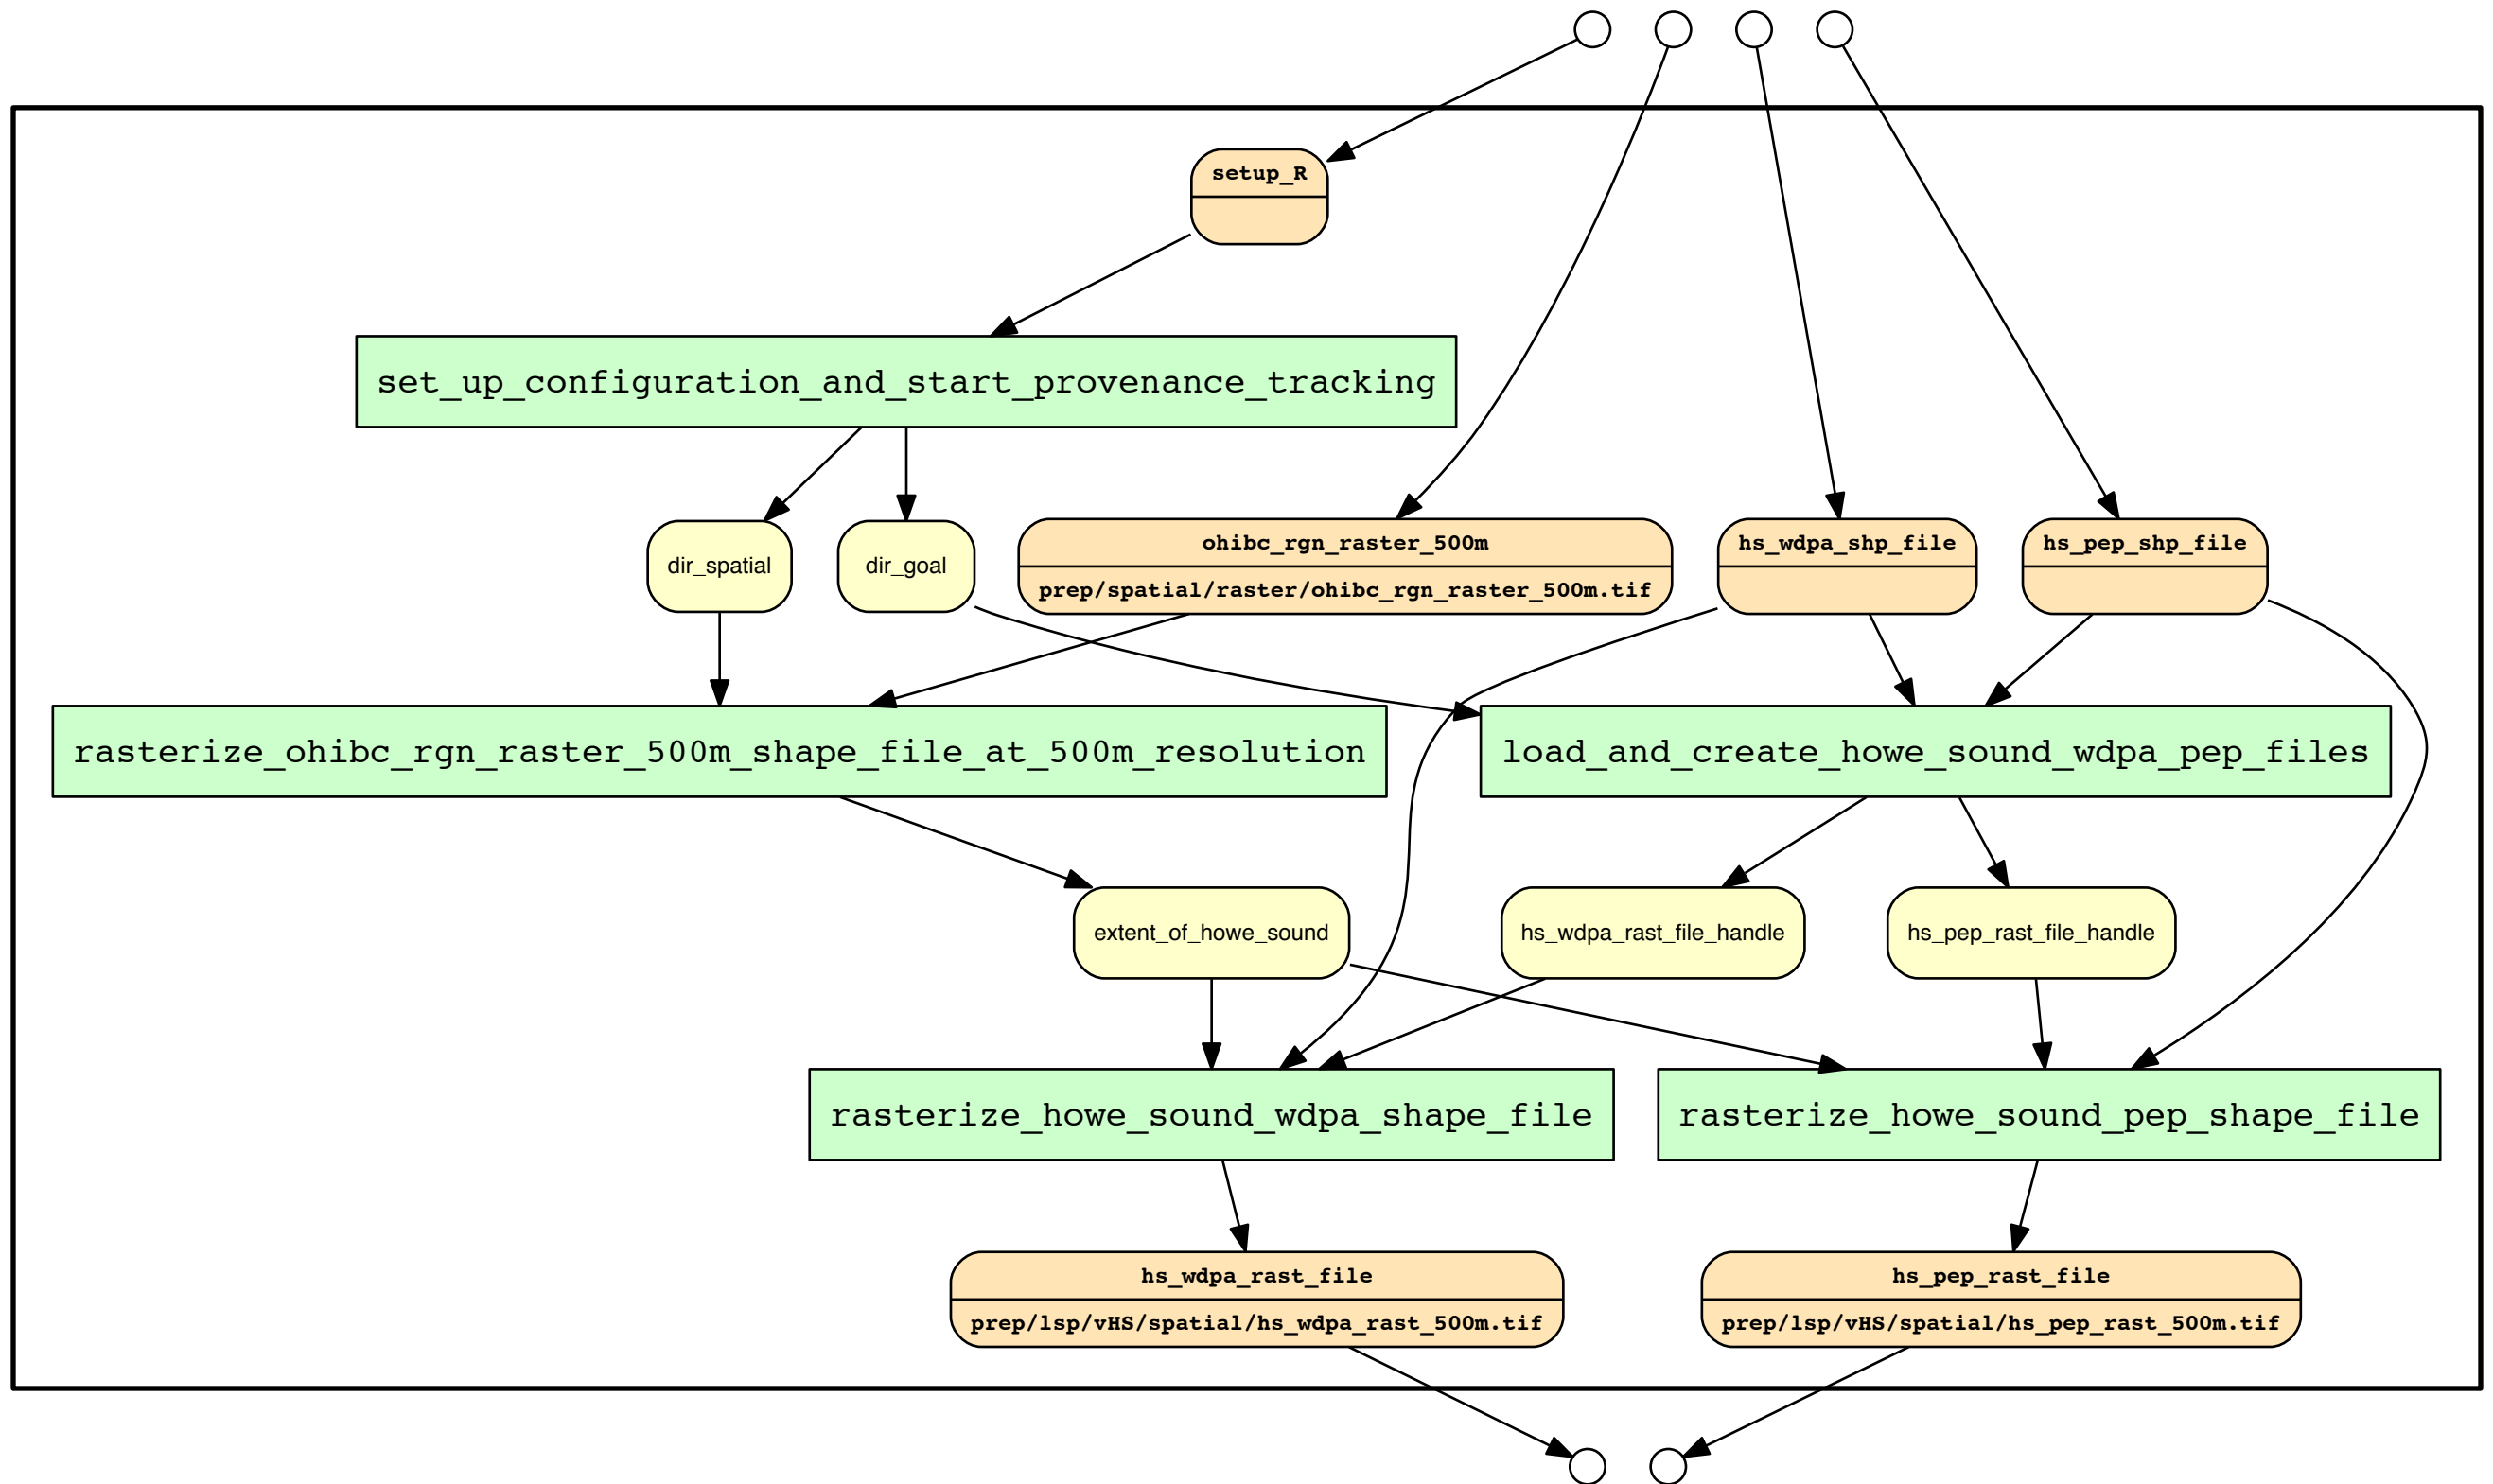 setup_R
set_up_configuration_and_start_provenance_tracking
dir_spatial
dir_goal
ohibc_rgn_raster_500m
prep/spatial/raster/ohibc_rgn_raster_500m.tif
hs_wdpa_shp_file
hs_pep_shp_file
rasterize_ohibc_rgn_raster_500m_shape_file_at_500m_resolution
load_and_create_howe_sound_wdpa_pep_files
extent_of_howe_sound
hs_wdpa_rast_file_handle
hs_pep_rast_file_handle
rasterize_howe_sound_wdpa_shape_file
rasterize_howe_sound_pep_shape_file
hs_wdpa_rast_file
prep/lsp/vHS/spatial/hs_wdpa_rast_500m.tif
hs_pep_rast_file
prep/lsp/vHS/spatial/hs_pep_rast_500m.tif